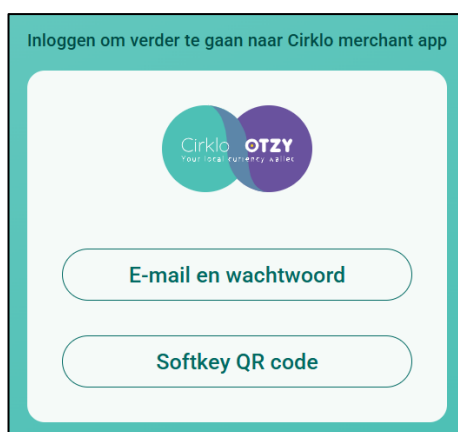 Inloggen om verder te gaan naar Cirklo merchant app
Cirklo OTZY
Your local currency wallet
E-mail en wachtwoord
Softkey QR code